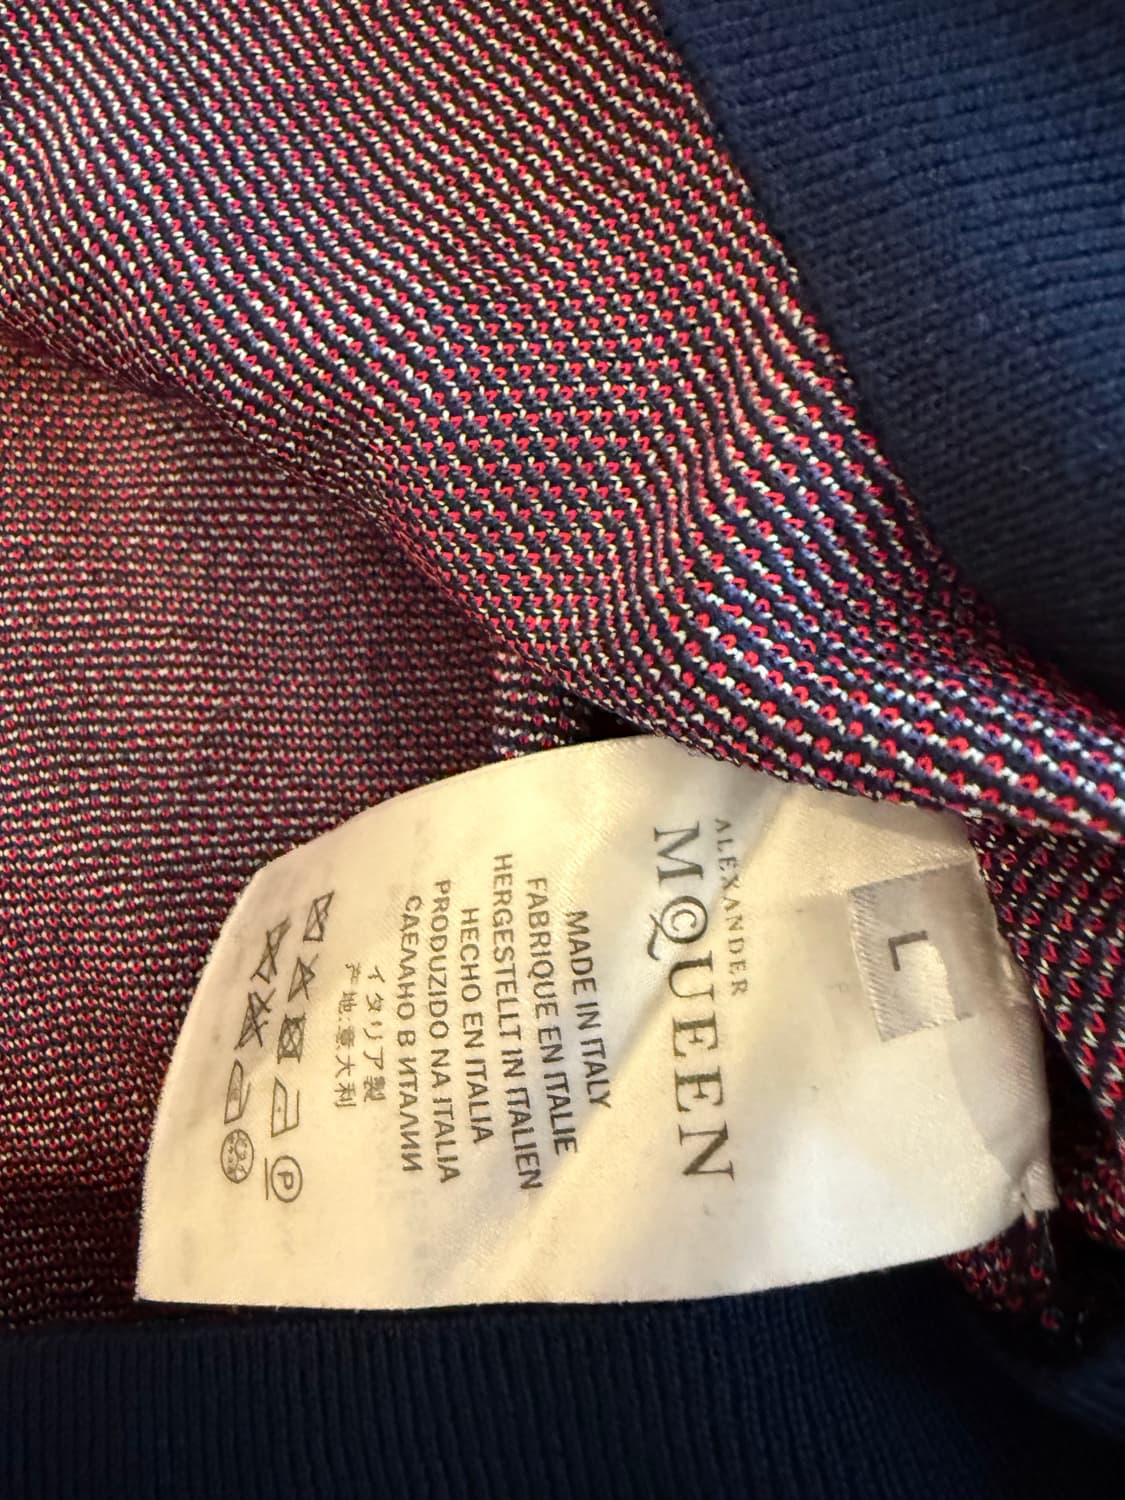 L
ALEXANDER
McQUEEN
MADE IN ITALY
FABRIQUE EN ITALIE
HERGESTELLT IN ITALIEN
HECHO EN ITALIA
PRODUZIDO NA ITALIA
САЕЛАНО В ИТАЛИИ
イタリア製
产地:意大利
P